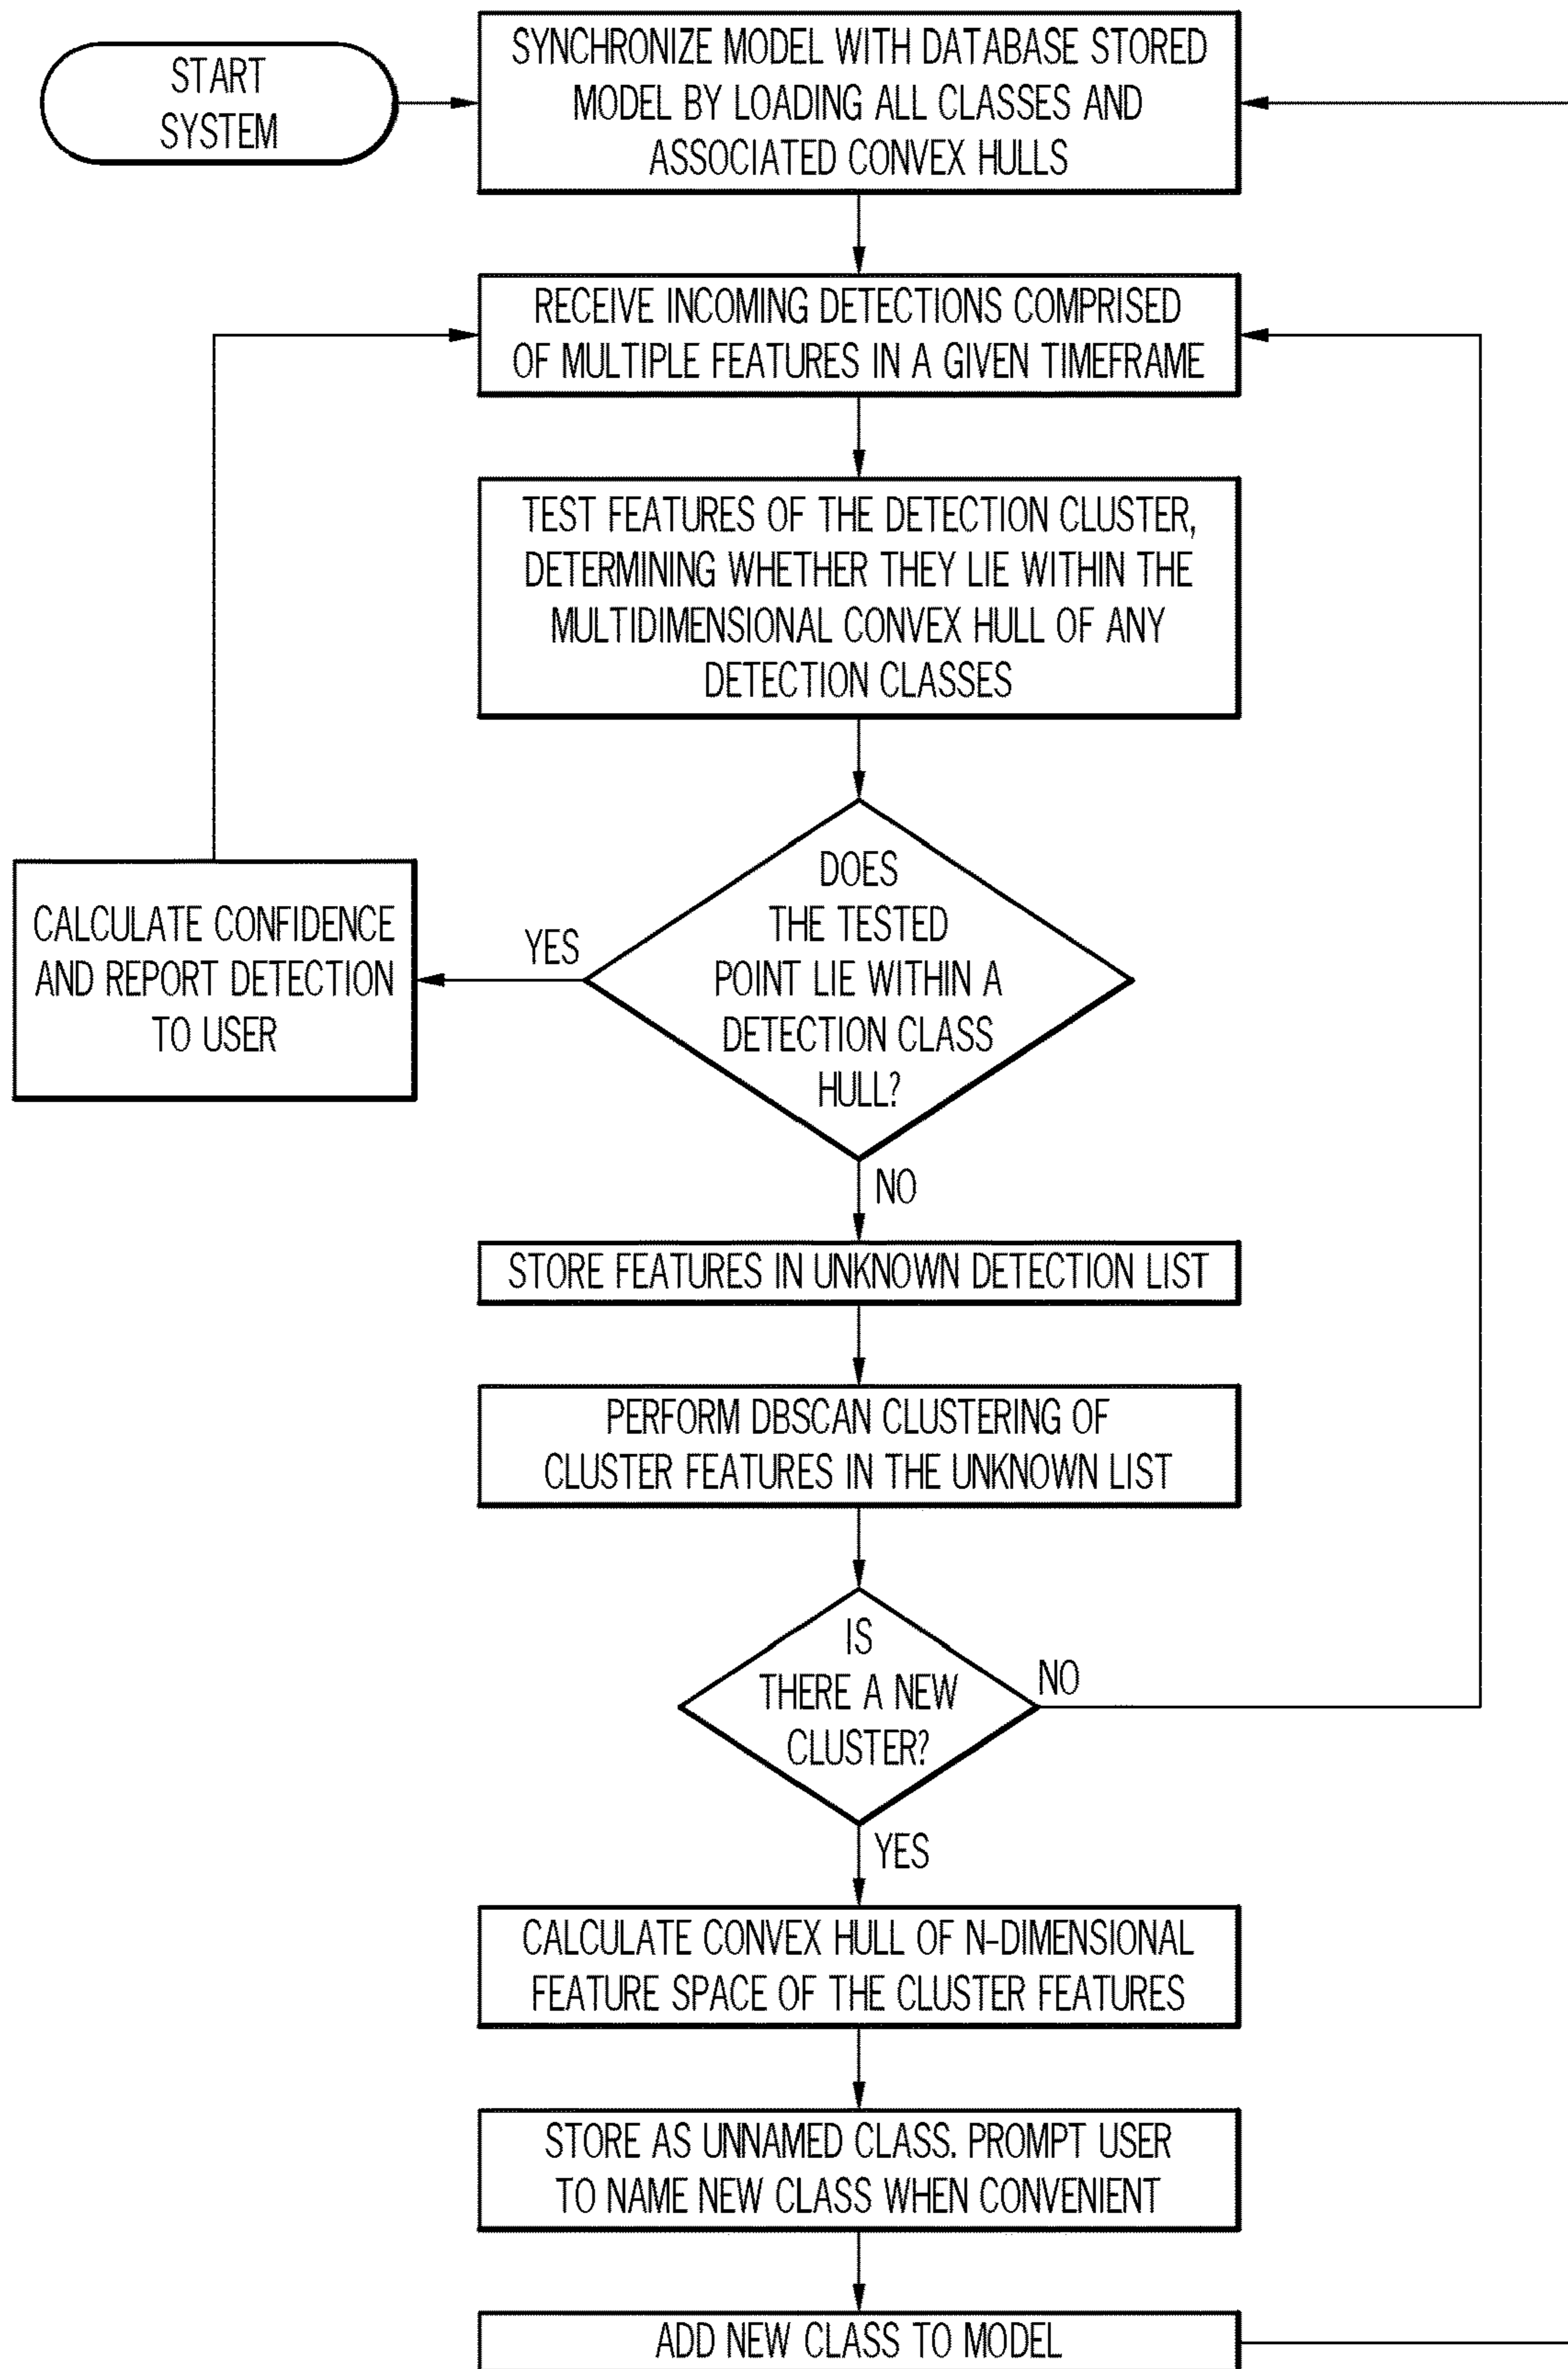 START
SYSTEM
SYNCHRONIZE MODEL WITH DATABASE STORED
MODEL BY LOADING ALL CLASSES AND
ASSOCIATED CONVEX HULLS
RECEIVE INCOMING DETECTIONS COMPRISED
OF MULTIPLE FEATURES IN A GIVEN TIMEFRAME
TEST FEATURES OF THE DETECTION CLUSTER,
DETERMINING WHETHER THEY LIE WITHIN THE
MULTIDIMENSIONAL CONVEX HULL OF ANY
DETECTION CLASSES
DOES
THE TESTED
POINT LIE WITHIN A
DETECTION CLASS
HULL?
YES
CALCULATE CONFIDENCE
AND REPORT DETECTION
TO USER
NO
STORE FEATURES IN UNKNOWN DETECTION LIST
PERFORM DBSCAN CLUSTERING OF
CLUSTER FEATURES IN THE UNKNOWN LIST
IS
THERE A NEW
CLUSTER?
NO
YES
CALCULATE CONVEX HULL OF N-DIMENSIONAL
FEATURE SPACE OF THE CLUSTER FEATURES
STORE AS UNNAMED CLASS. PROMPT USER
TO NAME NEW CLASS WHEN CONVENIENT
ADD NEW CLASS TO MODEL